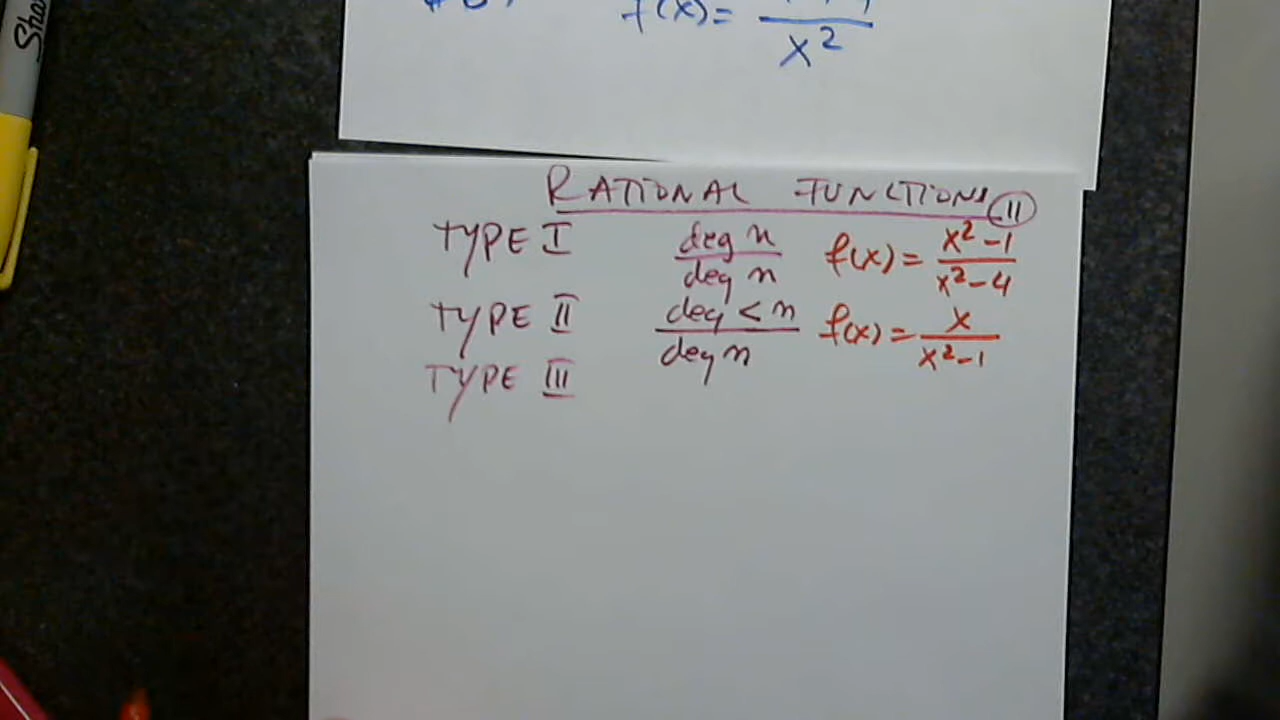 f(x) = / x²
RATIONAL FUNCTIONS 11
TYPE I deg n / deg n f(x) = x² - 1 / x² - 4
TYPE II deg < n / deg n f(x) = x / x² - 1
TYPE III